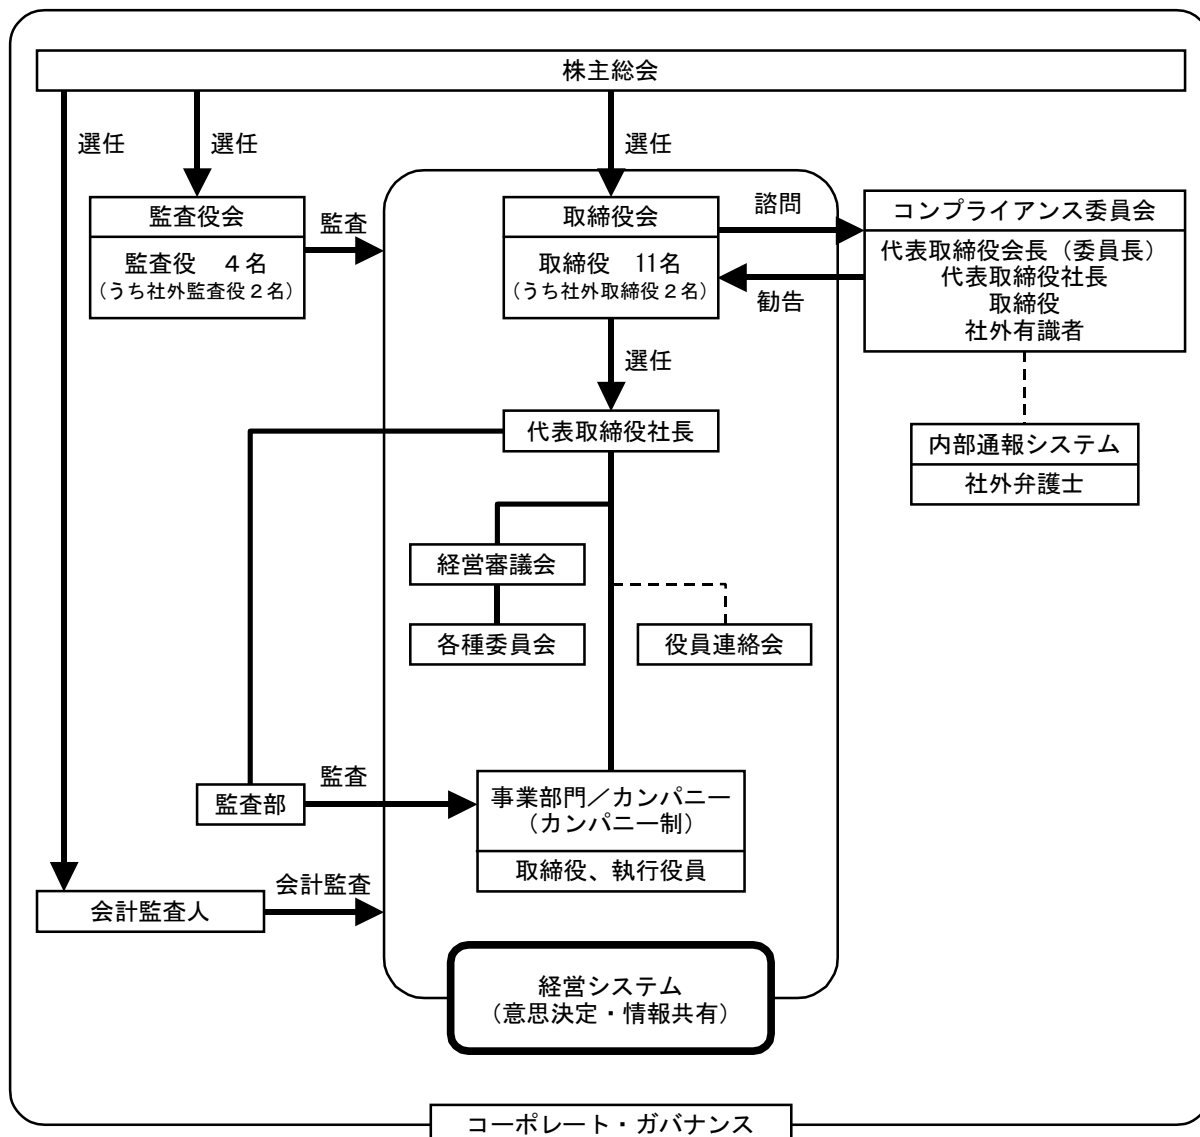 株主総会
選任
選任
選任
監査役会
監査役　４名
（うち社外監査役２名）
監査
取締役会
取締役　11名
（うち社外取締役２名）
諮問
勧告
コンプライアンス委員会
代表取締役会長（委員長）
代表取締役社長
取締役
社外有識者
選任
代表取締役社長
内部通報システム
社外弁護士
経営審議会
各種委員会
役員連絡会
監査部
監査
事業部門／カンパニー
（カンパニー制）
取締役、執行役員
会計監査人
会計監査
経営システム
（意思決定・情報共有）
コーポレート・ガバナンス